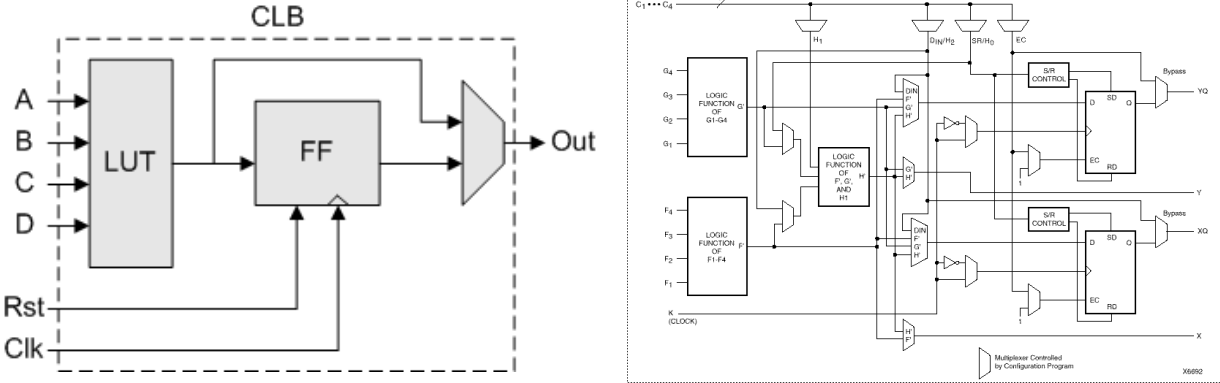 CLB
A
B
C
D
LUT
FF
Out
Rst
Clk
C1 ••• C4
H1
DIN/H2
SR/H0
EC
G4
G3
G2
G1
LOGIC
FUNCTION
OF
G1-G4
G'
DIN
F'
G'
H'
S/R
CONTROL
Bypass
D
SD
Q
YQ
EC
RD
1
LOGIC
FUNCTION
OF
F', G',
AND
H1
H'
G'
H'
Y
F4
F3
F2
F1
LOGIC
FUNCTION
OF
F1-F4
F'
DIN
F'
G'
H'
S/R
CONTROL
Bypass
D
SD
Q
XQ
EC
RD
1
K
(CLOCK)
H'
F'
X
Multiplexer Controlled
by Configuration Program
X6692